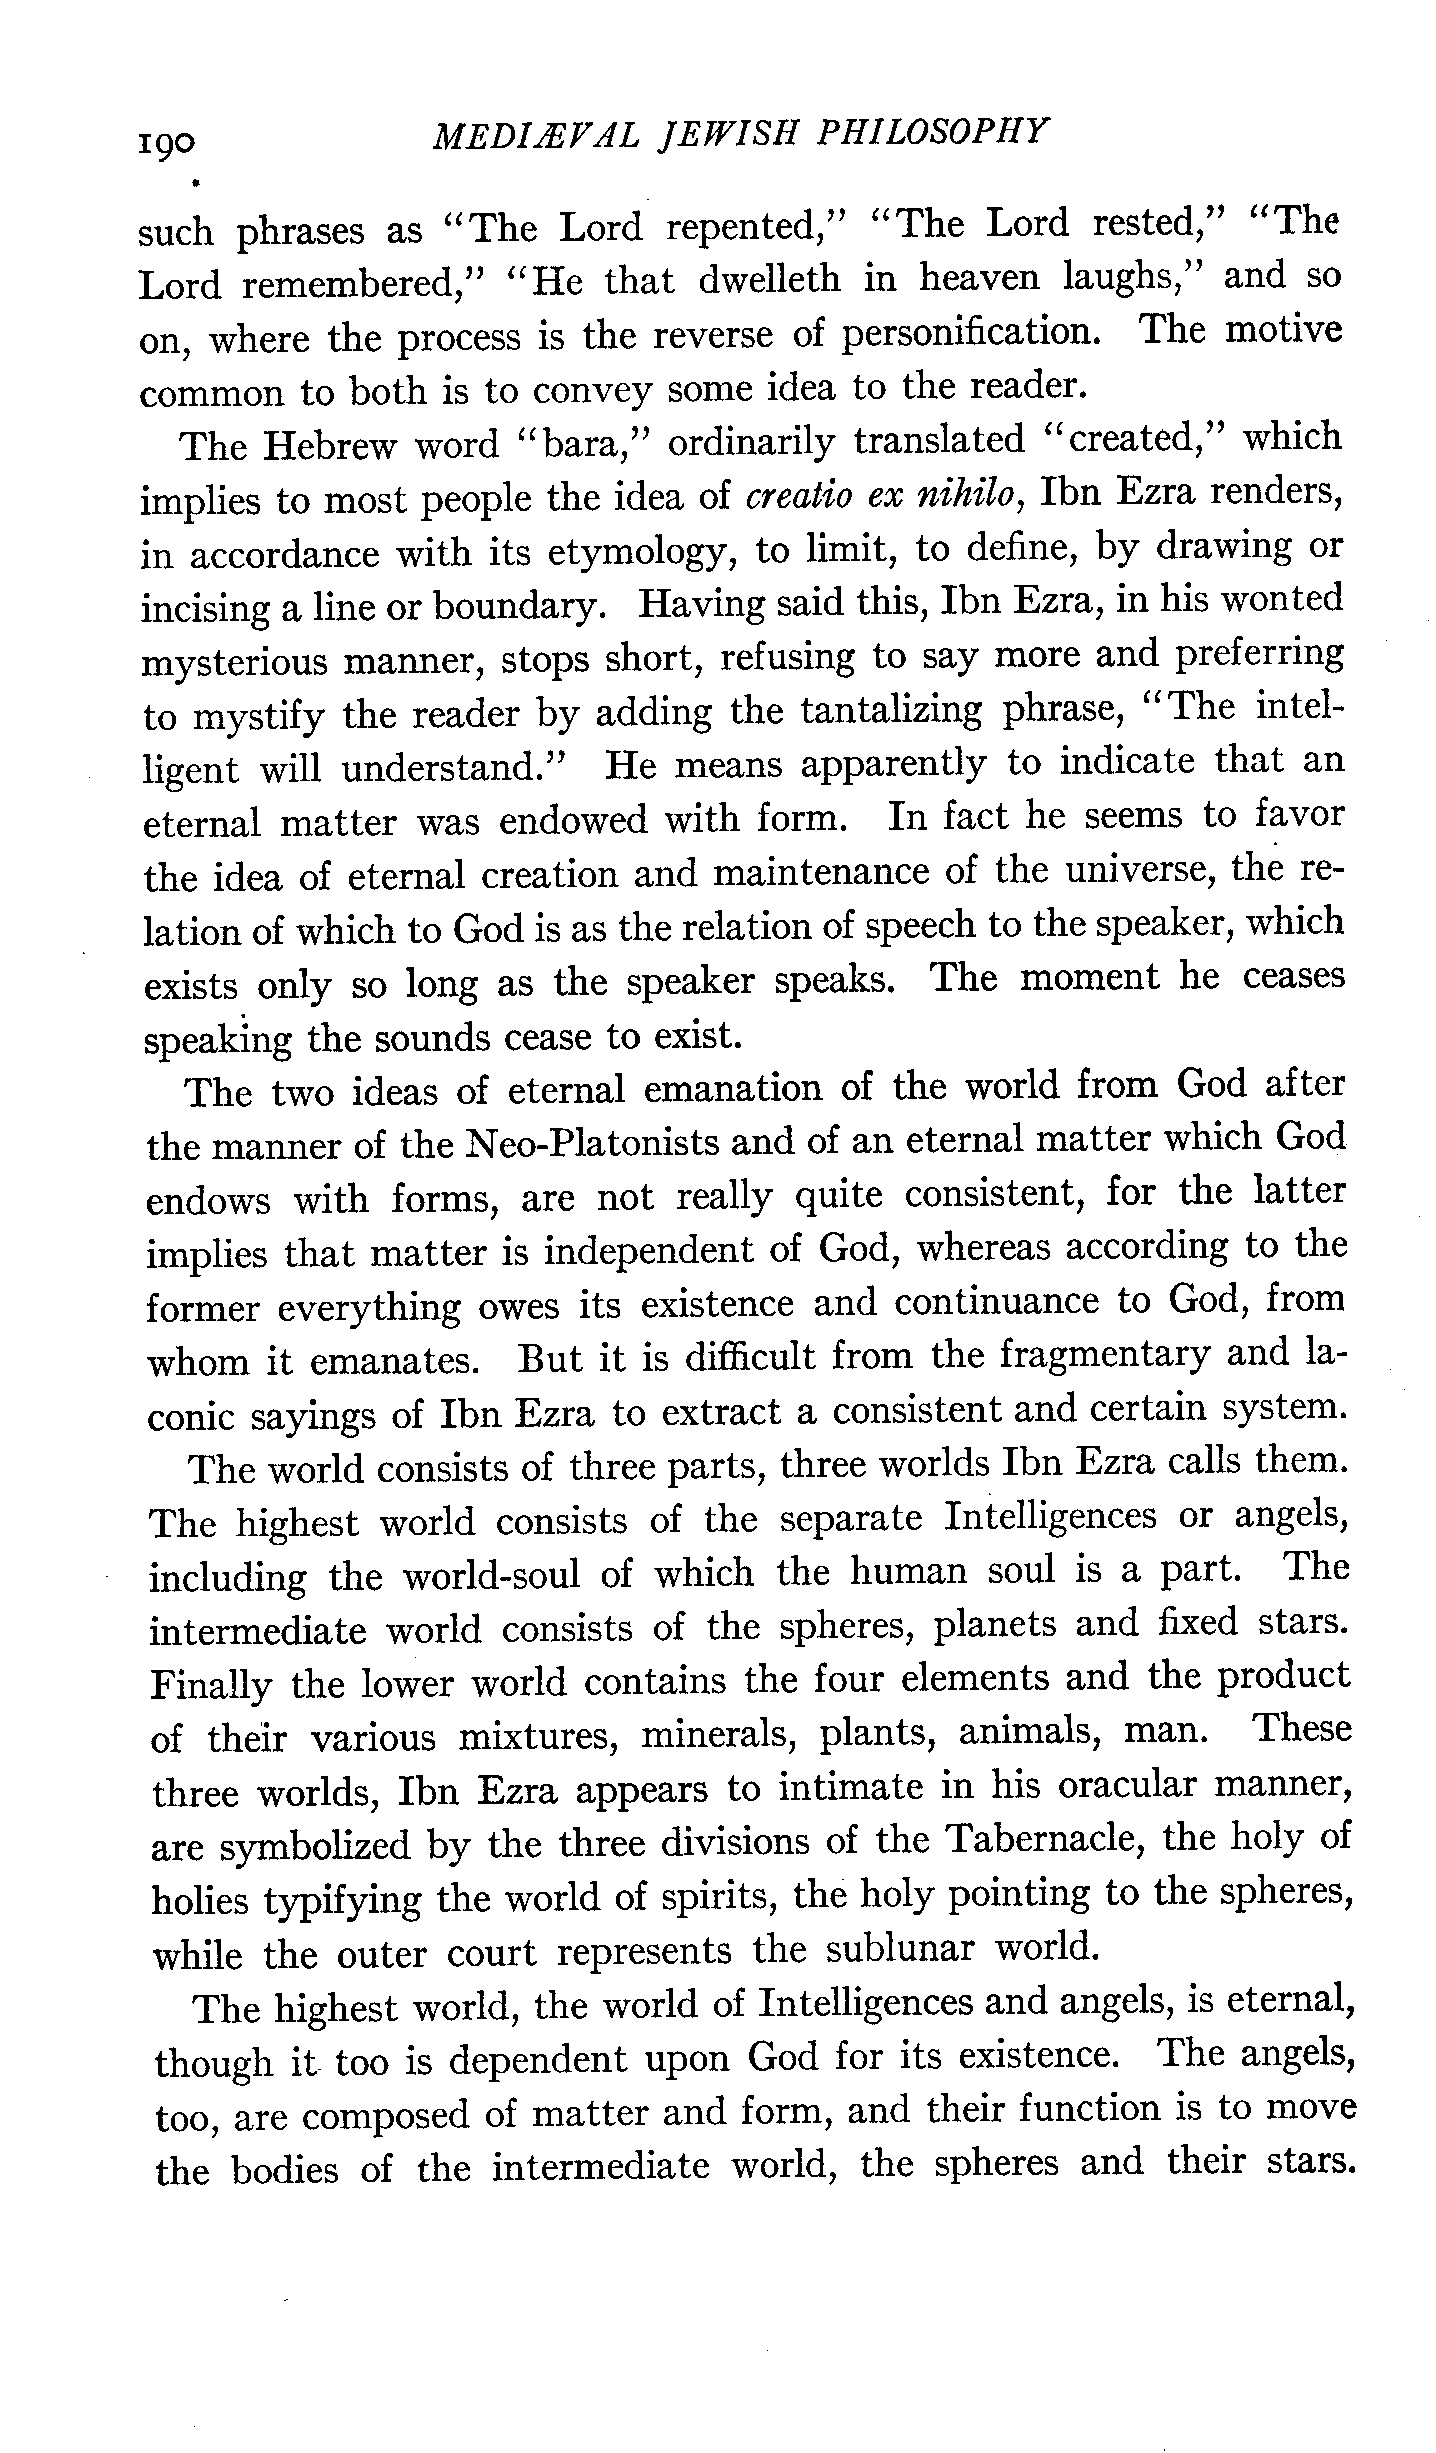 190 MEDIÆVAL JEWISH PHILOSOPHY
such phrases as “The Lord repented,” “The Lord rested,” “The
Lord remembered,” “He that dwelleth in heaven laughs,” and so
on, where the process is the reverse of personification. The motive
common to both is to convey some idea to the reader.
The Hebrew word “bara,” ordinarily translated “created,” which
implies to most people the idea of creatio ex nihilo, Ibn Ezra renders,
in accordance with its etymology, to limit, to define, by drawing or
incising a line or boundary. Having said this, Ibn Ezra, in his wonted
mysterious manner, stops short, refusing to say more and preferring
to mystify the reader by adding the tantalizing phrase, “The intel-
ligent will understand.” He means apparently to indicate that an
eternal matter was endowed with form. In fact he seems to favor
the idea of eternal creation and maintenance of the universe, the re-
lation of which to God is as the relation of speech to the speaker, which
exists only so long as the speaker speaks. The moment he ceases
speaking the sounds cease to exist.
The two ideas of eternal emanation of the world from God after
the manner of the Neo-Platonists and of an eternal matter which God
endows with forms, are not really quite consistent, for the latter
implies that matter is independent of God, whereas according to the
former everything owes its existence and continuance to God, from
whom it emanates. But it is difficult from the fragmentary and la-
conic sayings of Ibn Ezra to extract a consistent and certain system.
The world consists of three parts, three worlds Ibn Ezra calls them.
The highest world consists of the separate Intelligences or angels,
including the world-soul of which the human soul is a part. The
intermediate world consists of the spheres, planets and fixed stars.
Finally the lower world contains the four elements and the product
of their various mixtures, minerals, plants, animals, man. These
three worlds, Ibn Ezra appears to intimate in his oracular manner,
are symbolized by the three divisions of the Tabernacle, the holy of
holies typifying the world of spirits, the holy pointing to the spheres,
while the outer court represents the sublunar world.
The highest world, the world of Intelligences and angels, is eternal,
though it too is dependent upon God for its existence. The angels,
too, are composed of matter and form, and their function is to move
the bodies of the intermediate world, the spheres and their stars.